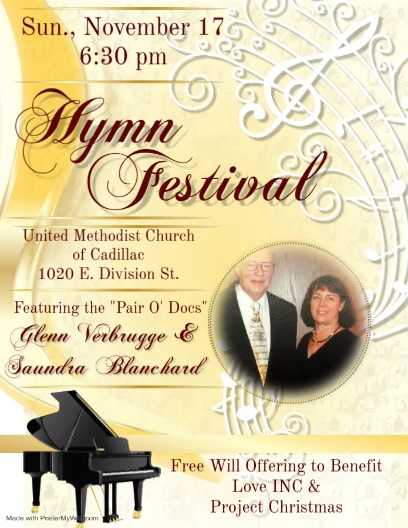 Sun., November 17
6:30 pm
Hymn
Festival
United Methodist Church
of Cadillac
1020 E. Division St.
Featuring the "Pair O' Docs"
Glenn Verbrugge &
Saundra Blanchard
Free Will Offering to Benefit
Love INC &
Project Christmas
Made with PosterMyWall.com